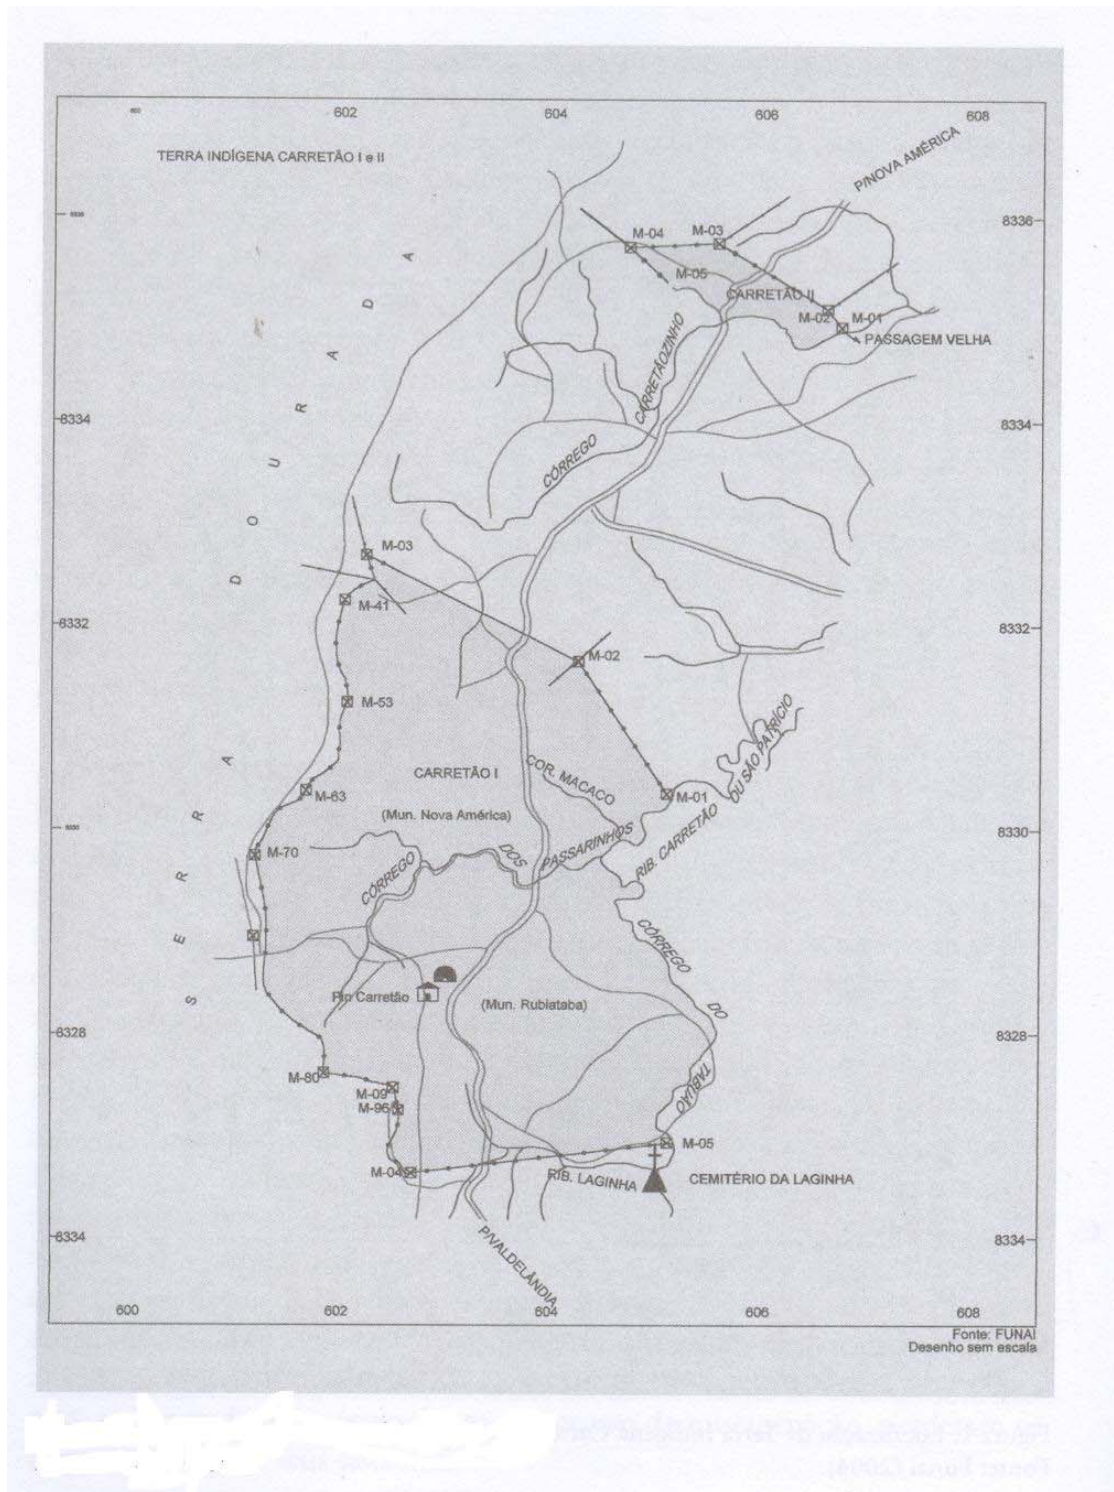 602 604 606 608
TERRA INDÍGENA CARRETÃO I e II
P/NOVA AMÉRICA
8336
M-04 M-03
M-05
CARRETÃO II
M-02 M-01
PASSAGEM VELHA
CÓRREGO CARRETÃOZINHO
8334 8334
SERRA DOURADA
M-03
M-41
8332 8332
M-02
M-53
CARRETÃO I
COR. MACACO
M-63
M-01
RIB. CARRETÃO OU SÃO PATRÍCIO
(Mun. Nova América)
8330
M-70
CÓRREGO DOS PASSARINHOS
CÓRREGO DO TABUÃO
Pin Carretão
(Mun. Rubiataba)
8328 8328
M-80
M-09
M-96
M-04
M-05
RIB. LAGINHA
CEMITÉRIO DA LAGINHA
8334 8334
P/VALDELÂNDIA
600 602 604 606 608
Fonte: FUNAI
Desenho sem escala